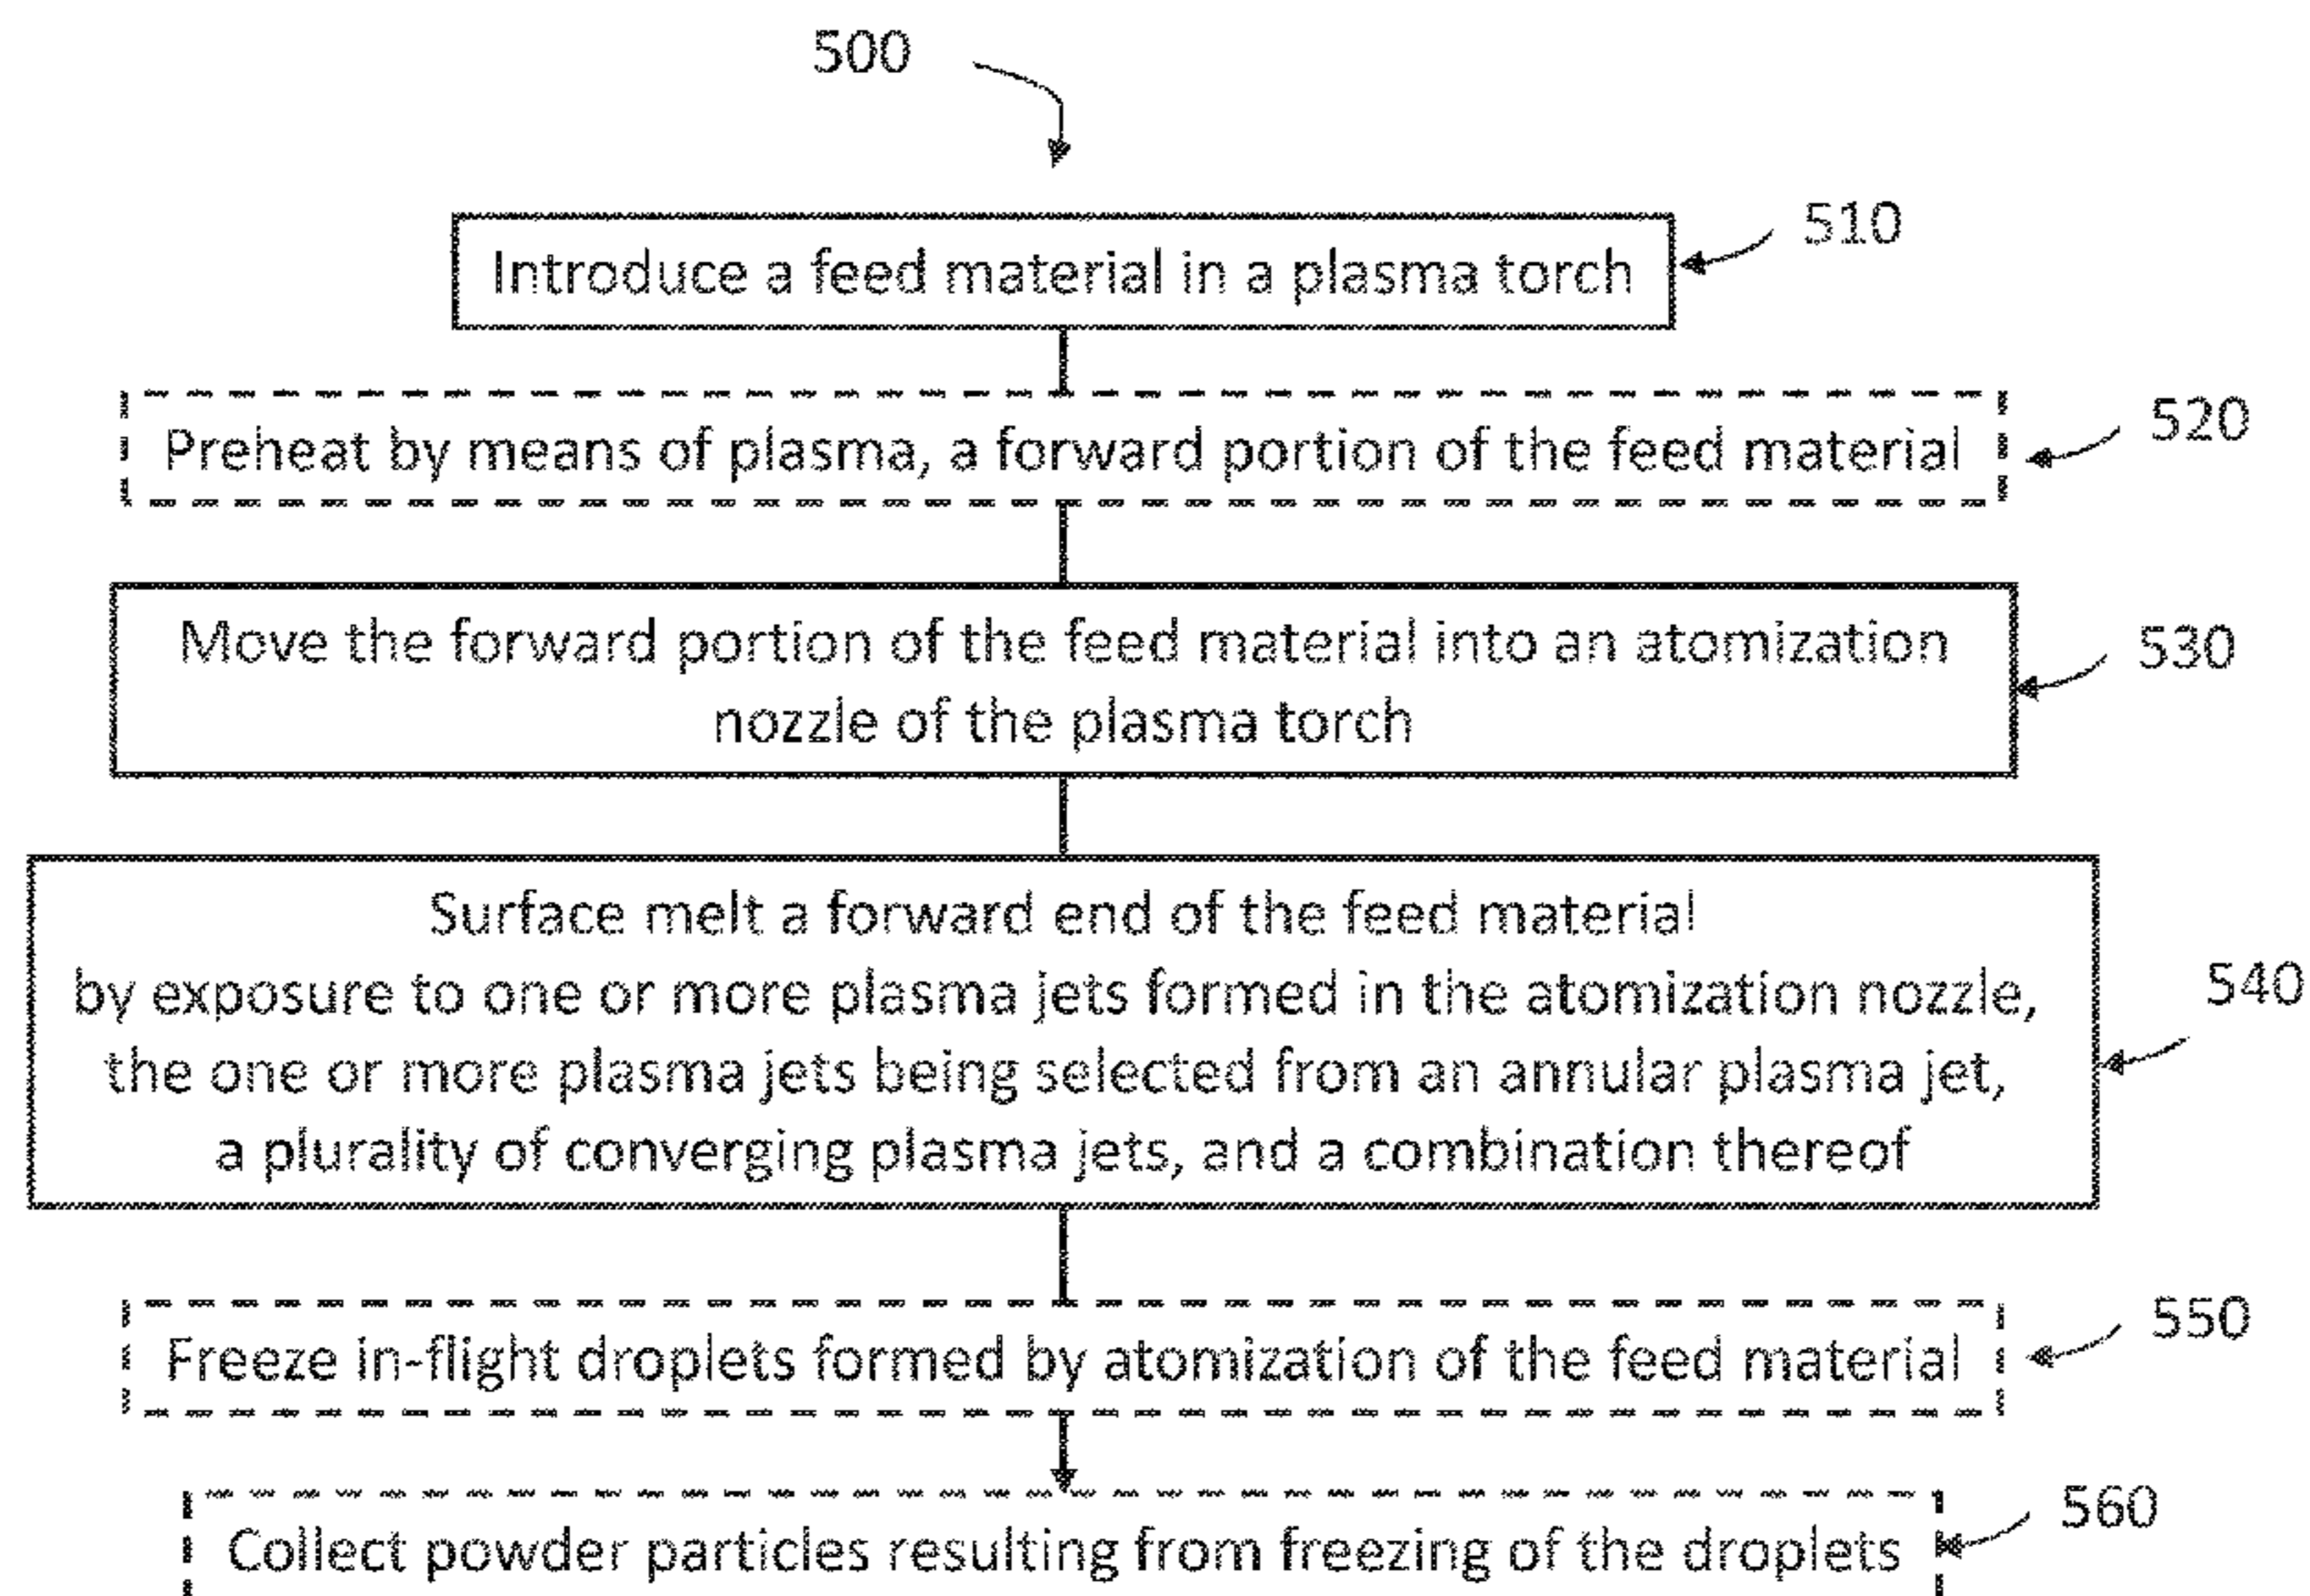 500
510
Introduce a feed material in a plasma torch
520
Preheat by means of plasma, a forward portion of the feed material
530
Move the forward portion of the feed material into an atomization
nozzle of the plasma torch
Surface melt a forward end of the feed material
by exposure to one or more plasma jets formed in the atomization nozzle,
540
the one or more plasma jets being selected from an annular plasma jet,
a plurality of converging plasma jets, and a combination thereof
550
Freeze in-flight droplets formed by atomization of the feed material
560
Collect powder particles resulting from freezing of the droplets